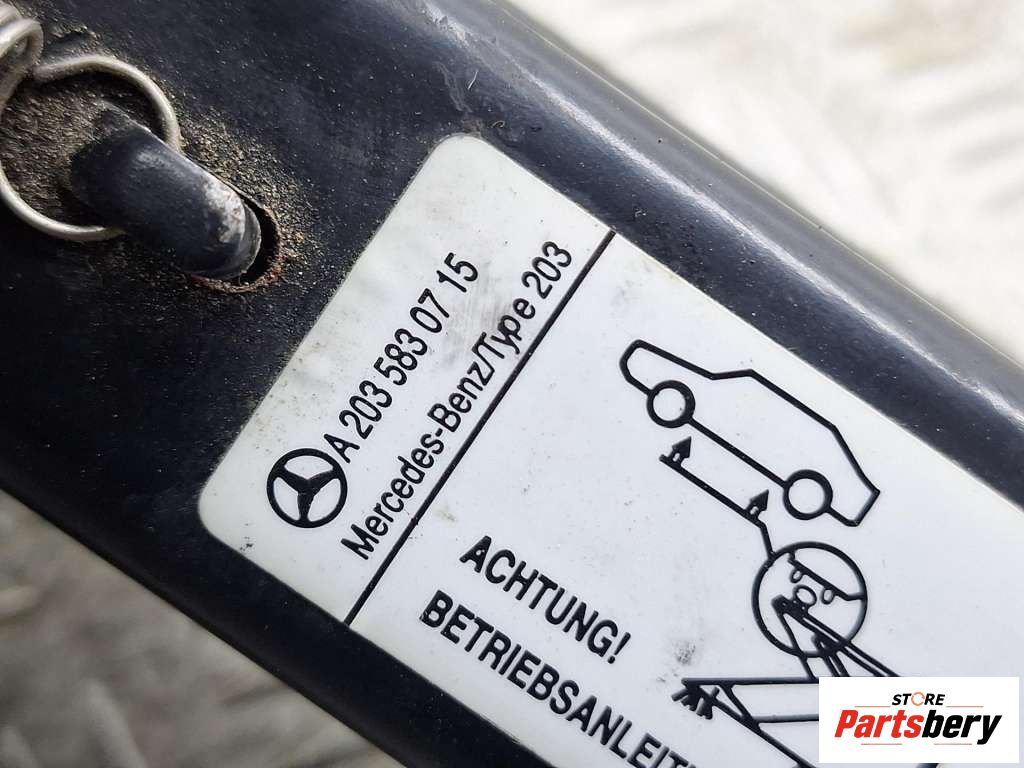 A 203 583 07 15
Mercedes-Benz/Type 203
ACHTUNG!
STORE
Partsbery